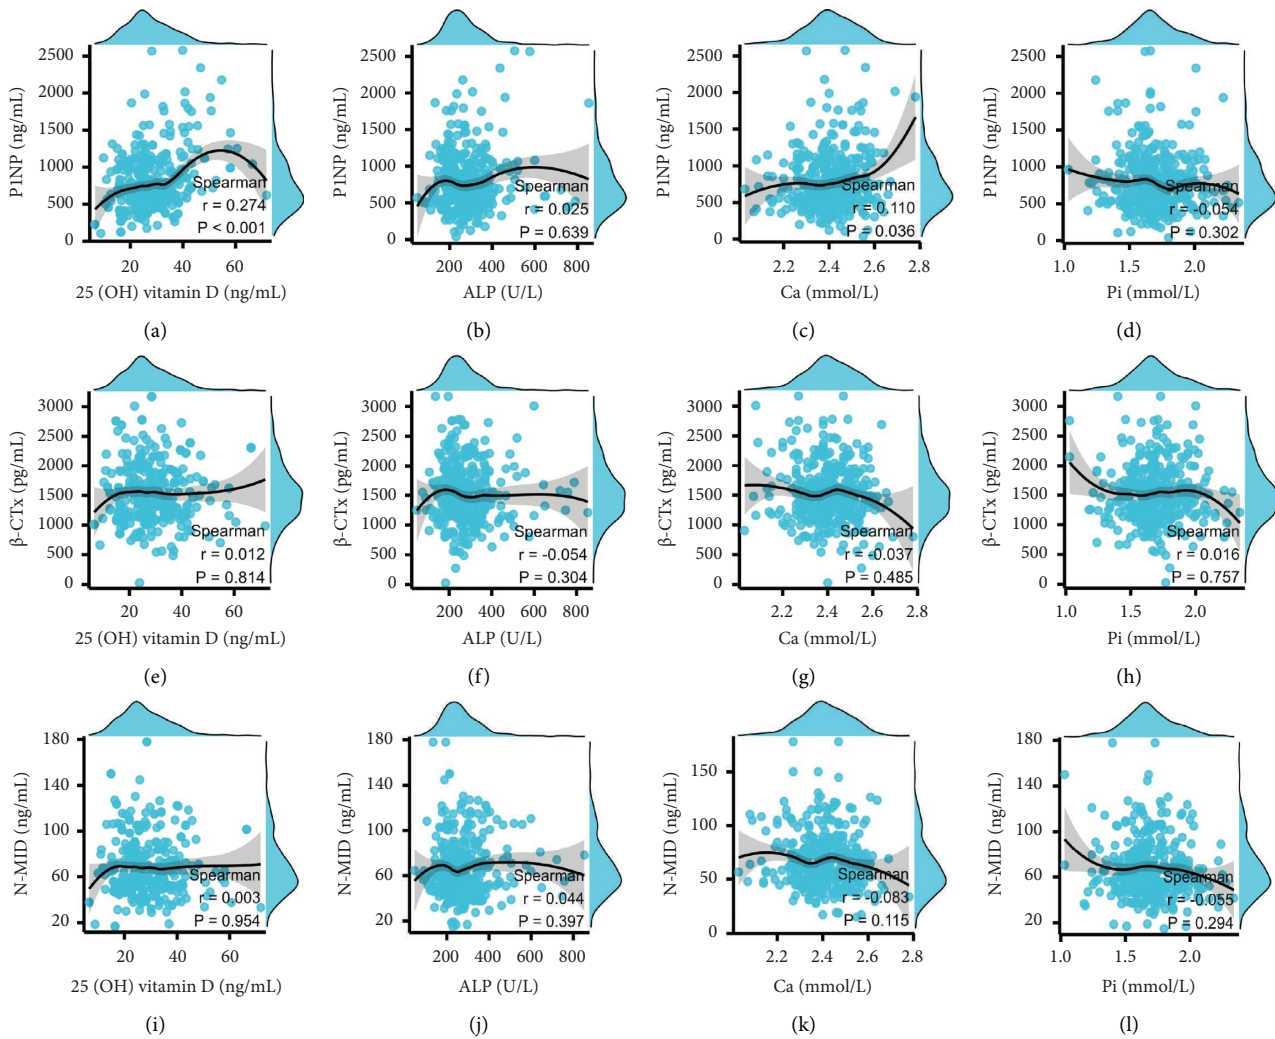 P1NP (ng/mL)
2500
2000
1500
1000
500
0
Spearman
r = 0.274
P < 0.001
20 40 60
25 (OH) vitamin D (ng/mL)
(a)
P1NP (ng/mL)
2500
2000
1500
1000
500
0
Spearman
r = 0.025
P = 0.639
200 400 600 800
ALP (U/L)
(b)
P1NP (ng/mL)
2500
2000
1500
1000
500
0
Spearman
r = 0.110
P = 0.036
2.2 2.4 2.6 2.8
Ca (mmol/L)
(c)
P1NP (ng/mL)
2500
2000
1500
1000
500
0
Spearman
r = -0.054
P = 0.302
1.0 1.5 2.0
Pi (mmol/L)
(d)
β-CTx (pg/mL)
3000
2500
2000
1500
1000
500
0
Spearman
r = 0.012
P = 0.814
20 40 60
25 (OH) vitamin D (ng/mL)
(e)
β-CTx (pg/mL)
3000
2500
2000
1500
1000
500
0
Spearman
r = -0.054
P = 0.304
200 400 600 800
ALP (U/L)
(f)
β-CTx (pg/mL)
3000
2500
2000
1500
1000
500
0
Spearman
r = -0.037
P = 0.485
2.2 2.4 2.6 2.8
Ca (mmol/L)
(g)
β-CTx (pg/mL)
3000
2500
2000
1500
1000
500
0
Spearman
r = 0.016
P = 0.757
1.0 1.5 2.0
Pi (mmol/L)
(h)
N-MID (ng/mL)
180
140
100
60
20
Spearman
r = 0.003
P = 0.954
20 40 60
25 (OH) vitamin D (ng/mL)
(i)
N-MID (ng/mL)
180
140
100
60
20
Spearman
r = 0.044
P = 0.397
200 400 600 800
ALP (U/L)
(j)
N-MID (ng/mL)
150
100
50
0
Spearman
r = -0.083
P = 0.115
2.2 2.4 2.6 2.8
Ca (mmol/L)
(k)
N-MID (ng/mL)
180
140
100
60
20
Spearman
r = -0.055
P = 0.294
1.0 1.5 2.0
Pi (mmol/L)
(l)